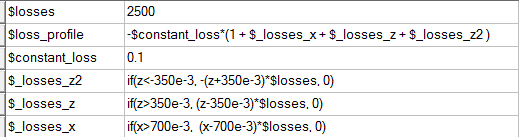 $losses 2500
$loss_profile -$constant_loss*(1 + $_losses_x + $_losses_z + $_losses_z2 )
$constant_loss 0.1
$_losses_z2 if(z<-350e-3, -(z+350e-3)*$losses, 0)
$_losses_z if(z>350e-3, (z-350e-3)*$losses, 0)
$_losses_x if(x>700e-3,  (x-700e-3)*$losses, 0)